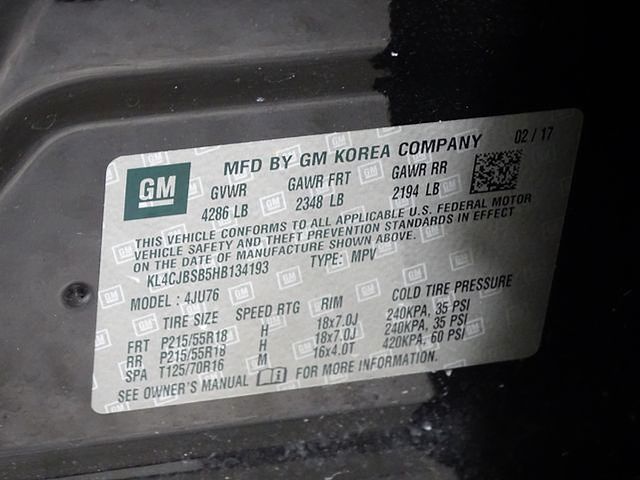 GM
MFD BY GM KOREA COMPANY 02 / 17
GVWR GAWR FRT GAWR RR
4286 LB 2348 LB 2194 LB
THIS VEHICLE CONFORMS TO ALL APPLICABLE U.S. FEDERAL MOTOR
VEHICLE SAFETY AND THEFT PREVENTION STANDARDS IN EFFECT
ON THE DATE OF MANUFACTURE SHOWN ABOVE.
KL4CJBSB5HB134193 TYPE: MPV
MODEL : 4JU76
TIRE SIZE SPEED RTG RIM COLD TIRE PRESSURE
FRT P215/55R18 H 18x7.0J 240KPA, 35 PSI
RR P215/55R18 H 18x7.0J 240KPA, 35 PSI
SPA T125/70R16 M 16x4.0T 420KPA, 60 PSI
SEE OWNER'S MANUAL FOR MORE INFORMATION.